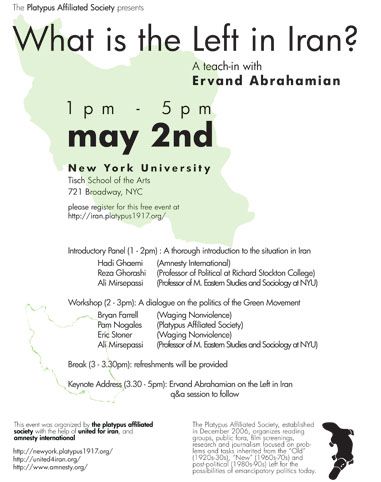 The Platypus Affiliated Society presents
What is the Left in Iran?
A teach-in with
Ervand Abrahamian
1pm - 5pm
may 2nd
New York University
Tisch School of the Arts
721 Broadway, NYC
please register for this free event at
http://iran.platypus1917.org/
Introductory Panel (1 - 2pm) : A thorough introduction to the situation in Iran
Hadi Ghaemi (Amnesty International)
Reza Ghorashi (Professor of Political at Richard Stockton College)
Ali Mirsepassi (Professor of M. Eastern Studies and Sociology at NYU)
Workshop (2 - 3pm): A dialogue on the politics of the Green Movement
Bryan Farrell (Waging Nonviolence)
Pam Nogales (Platypus Affiliated Society)
Eric Stoner (Waging Nonviolence)
Ali Mirsepassi (Professor of M. Eastern Studies and Sociology at NYU)
Break (3 - 3.30pm): refreshments will be provided
Keynote Address (3.30 - 5pm): Ervand Abrahamian on the Left in Iran
q&a session to follow
This event was organized by the platypus affiliated
society with the help of united for iran, and
amnesty international
http://newyork.platypus1917.org/
http://united4iran.org/
http://www.amnesty.org/
The Platypus Affiliated Society, established
in December 2006, organizes reading
groups, public fora, film screenings,
research and journalism focused on prob-
lems and tasks inherited from the "Old"
(1920s-30s), "New" (1960s-70s) and
post-political (1980s-90s) Left for the
possibilities of emancipatory politics today.